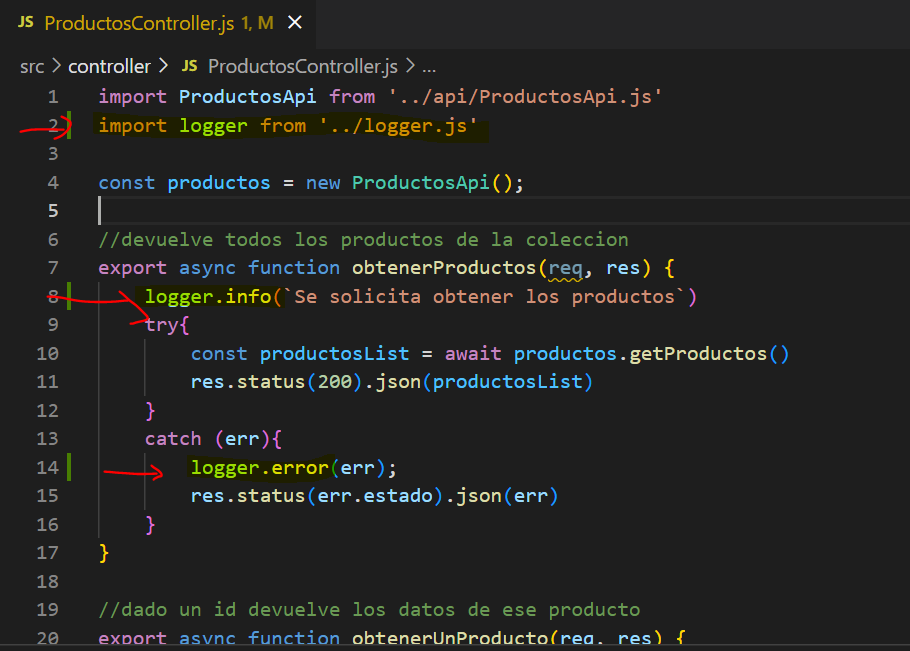 JS ProductosController.js 1, M ×
src > controller > JS ProductosController.js > ...
1 import ProductosApi from '../api/ProductosApi.js'
2 import logger from '../logger.js'
3
4 const productos = new ProductosApi();
5
6 //devuelve todos los productos de la coleccion
7 export async function obtenerProductos(req, res) {
8 logger.info(`Se solicita obtener los productos`)
9 try{
10 const productosList = await productos.getProductos()
11 res.status(200).json(productosList)
12 }
13 catch (err){
14 logger.error(err);
15 res.status(err.estado).json(err)
16 }
17 }
18
19 //dado un id devuelve los datos de ese producto
20 export async function obtenerUnProducto(req, res) {